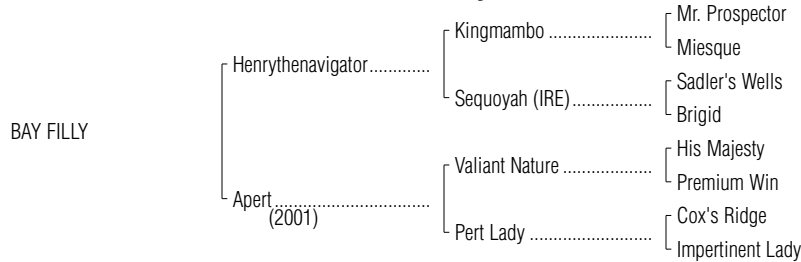 Mr. Prospector
Kingmambo ......................
Miesque
Henrythenavigator.............
Sadler's Wells
Sequoyah (IRE).................
Brigid
BAY FILLY
His Majesty
Valiant Nature ...................
Premium Win
Apert.................................
(2001)
Cox's Ridge
Pert Lady ..........................
Impertinent Lady